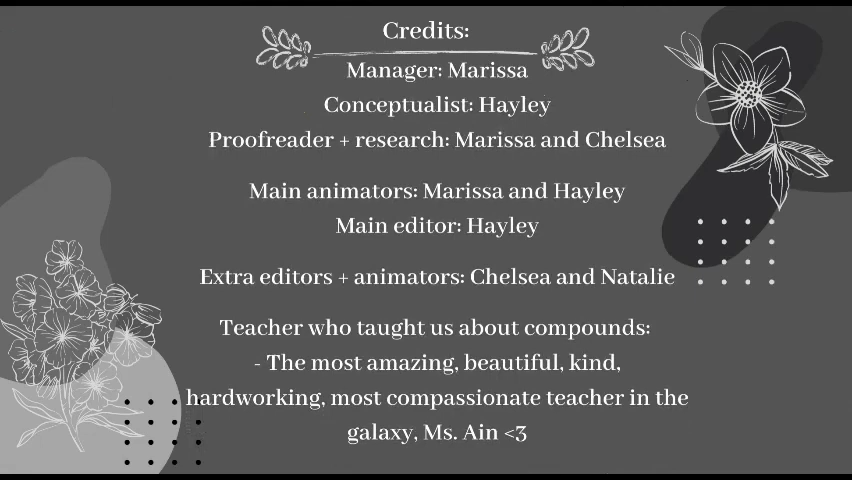 Credits:
Manager: Marissa
Conceptualist: Hayley
Proofreader + research: Marissa and Chelsea
Main animators: Marissa and Hayley
Main editor: Hayley
Extra editors + animators: Chelsea and Natalie
Teacher who taught us about compounds:
- The most amazing, beautiful, kind,
hardworking, most compassionate teacher in the
galaxy, Ms. Ain <3